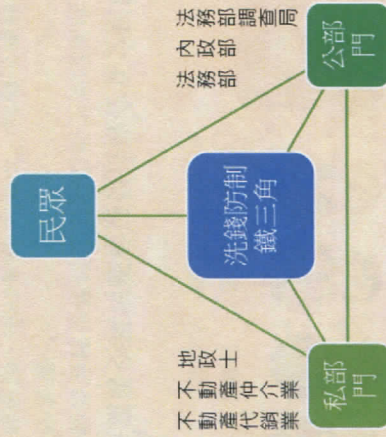 民眾
洗錢防制
鐵三角
地政士
不動產仲介業
不動產代銷業
私部
門
法務部調查局
內政部
法務部
公部
門